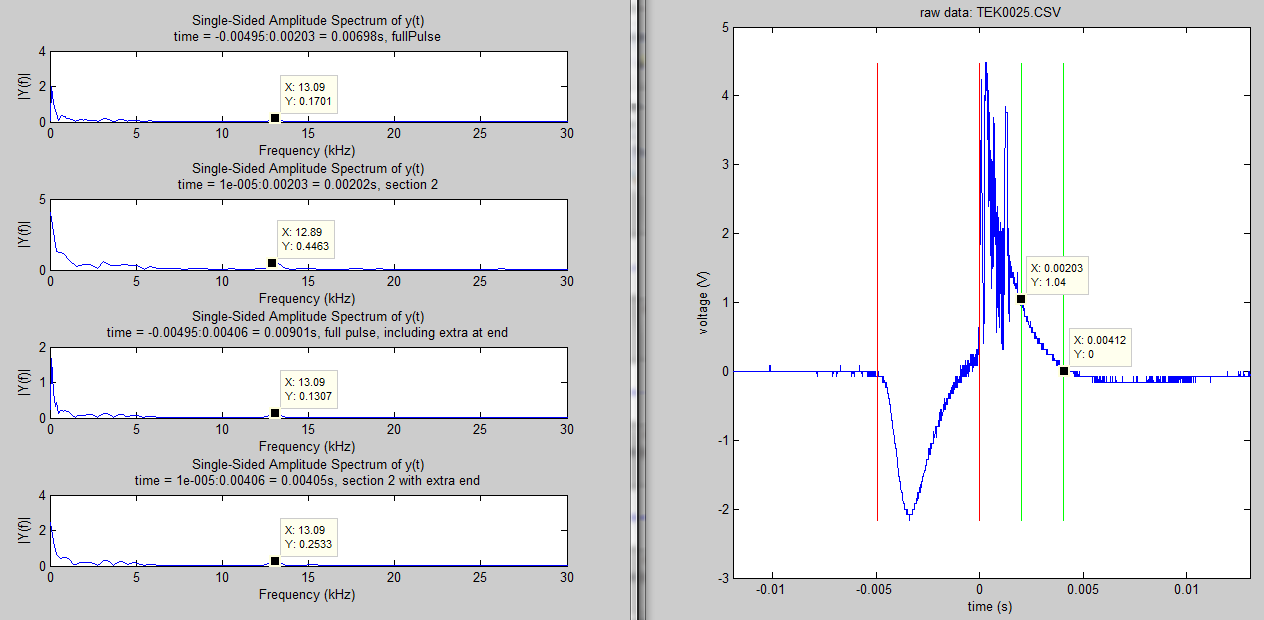 Single-Sided Amplitude Spectrum of y(t)
time = -0.00495:0.00203 = 0.00698s, fullPulse
4
2
0
|Y(f)|
X: 13.09
Y: 0.1701
0 5 10 15 20 25 30
Frequency (kHz)
Single-Sided Amplitude Spectrum of y(t)
time = 1e-005:0.00203 = 0.00202s, section 2
5
0
|Y(f)|
X: 12.89
Y: 0.4463
0 5 10 15 20 25 30
Frequency (kHz)
Single-Sided Amplitude Spectrum of y(t)
time = -0.00495:0.00406 = 0.00901s, full pulse, including extra at end
2
1
0
|Y(f)|
X: 13.09
Y: 0.1307
0 5 10 15 20 25 30
Frequency (kHz)
Single-Sided Amplitude Spectrum of y(t)
time = 1e-005:0.00406 = 0.00405s, section 2 with extra end
4
2
0
|Y(f)|
X: 13.09
Y: 0.2533
0 5 10 15 20 25 30
Frequency (kHz)
raw data: TEK0025.CSV
5
4
3
2
1
0
-1
-2
-3
voltage (V)
X: 0.00203
Y: 1.04
X: 0.00412
Y: 0
-0.01 -0.005 0 0.005 0.01
time (s)